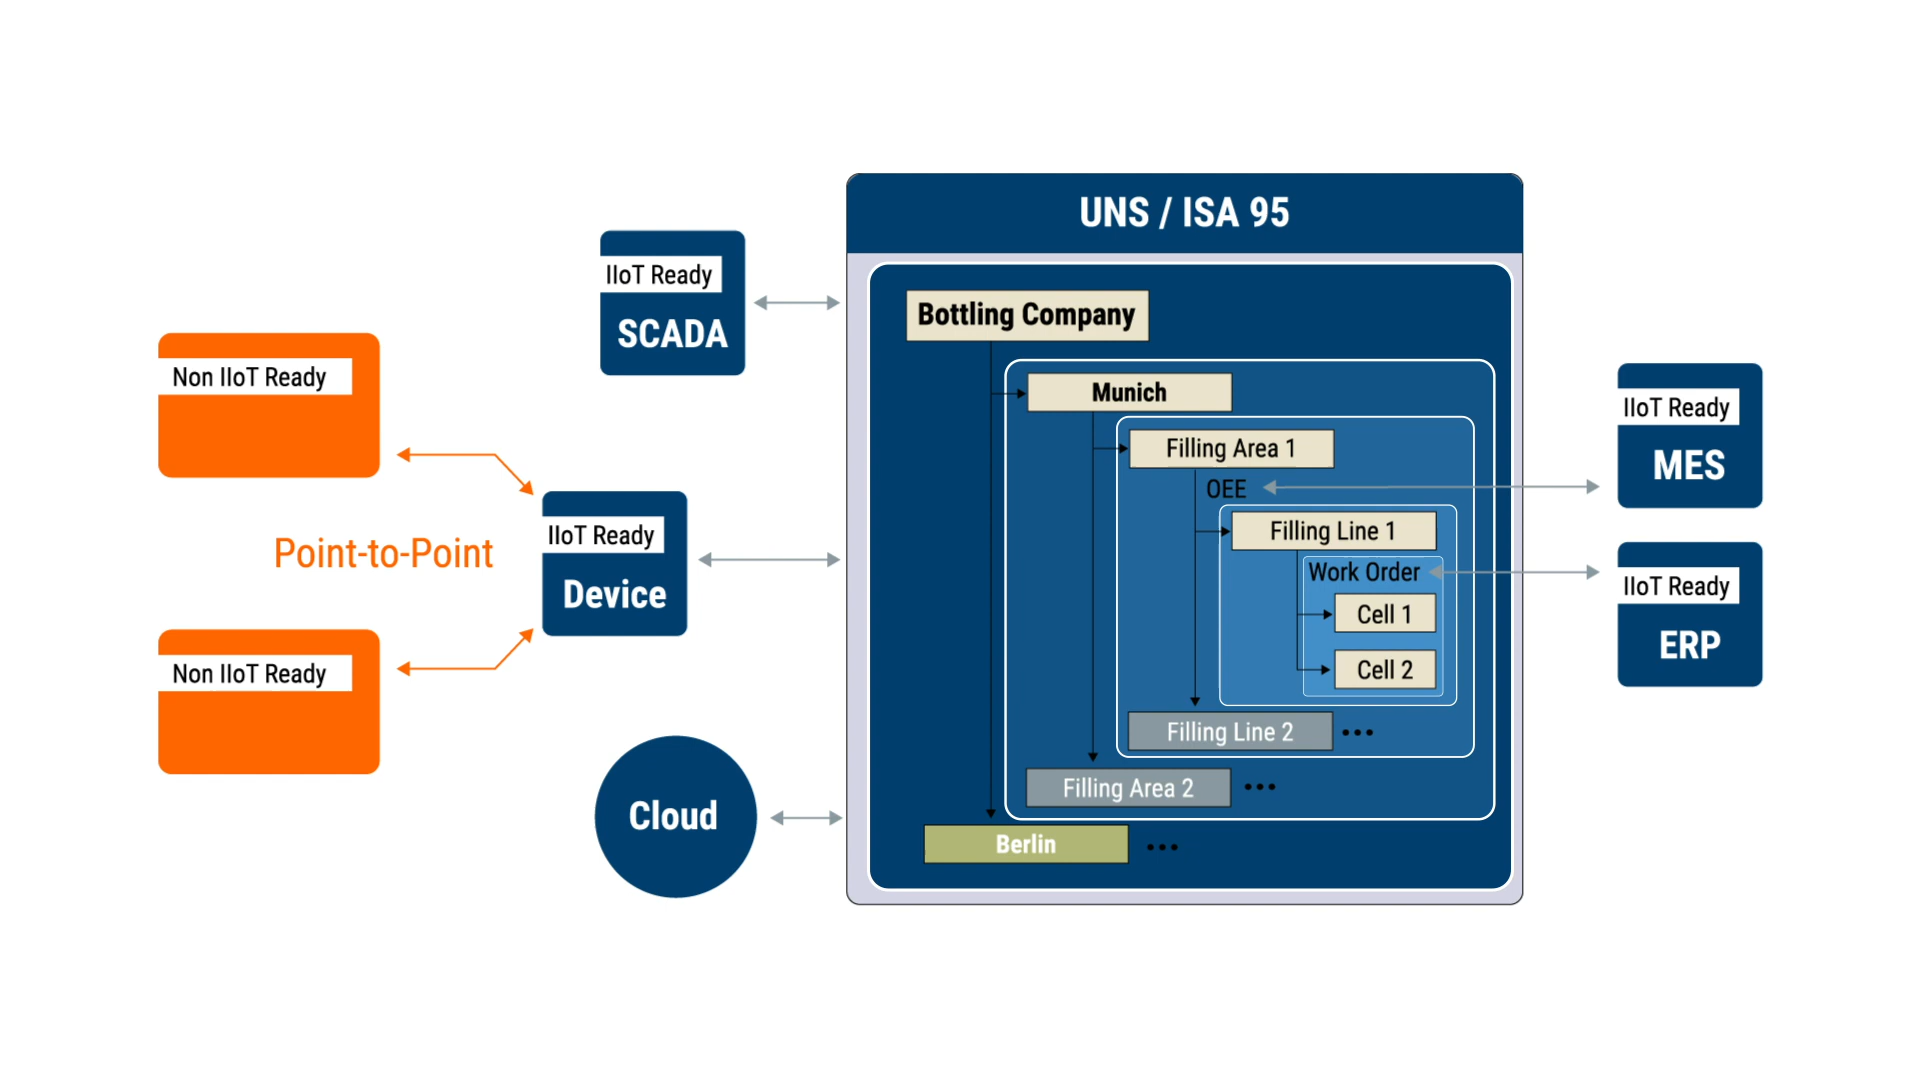 UNS / ISA 95
IIoT Ready
SCADA
Non IIoT Ready
Point-to-Point
IIoT Ready
Device
Non IIoT Ready
Cloud
Bottling Company
Munich
Filling Area 1
OEE
Filling Line 1
Work Order
Cell 1
Cell 2
Filling Line 2 •••
Filling Area 2 •••
Berlin •••
IIoT Ready
MES
IIoT Ready
ERP